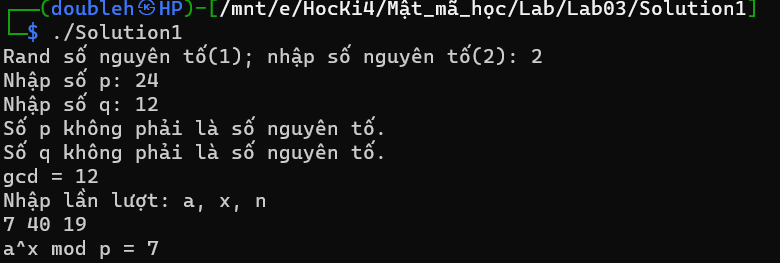 ┌──(doubleh㉿HP)-[/mnt/e/HocKi4/Mật_mã_học/Lab/Lab03/Solution1]
└─$ ./Solution1
Rand số nguyên tố(1); nhập số nguyên tố(2): 2
Nhập số p: 24
Nhập số q: 12
Số p không phải là số nguyên tố.
Số q không phải là số nguyên tố.
gcd = 12
Nhập lần lượt: a, x, n
7 40 19
a^x mod p = 7